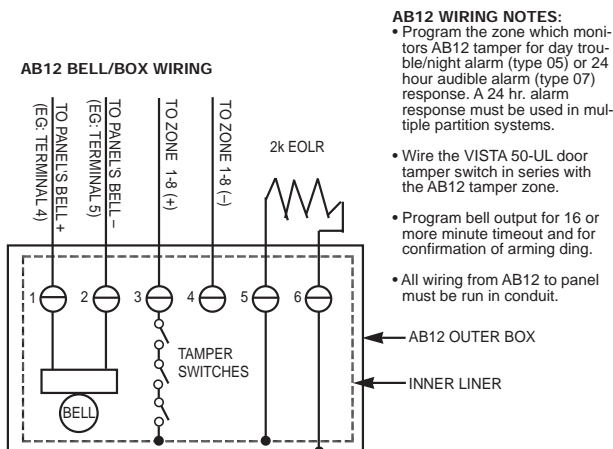 AB12 BELL/BOX WIRING
TO PANEL'S BELL +
(EG: TERMINAL 4)
TO PANEL'S BELL –
(EG: TERMINAL 5)
TO ZONE 1-8 (+)
TO ZONE 1-8 (–)
2k EOLR
1
2
3
4
5
6
TAMPER
SWITCHES
BELL
AB12 OUTER BOX
INNER LINER
AB12 WIRING NOTES:
• Program the zone which moni-
tors AB12 tamper for day trou-
ble/night alarm (type 05) or 24
hour audible alarm (type 07)
response. A 24 hr. alarm
response must be used in mul-
tiple partition systems.
• Wire the VISTA 50-UL door
tamper switch in series with
the AB12 tamper zone.
• Program bell output for 16 or
more minute timeout and for
confirmation of arming ding.
• All wiring from AB12 to panel
must be run in conduit.